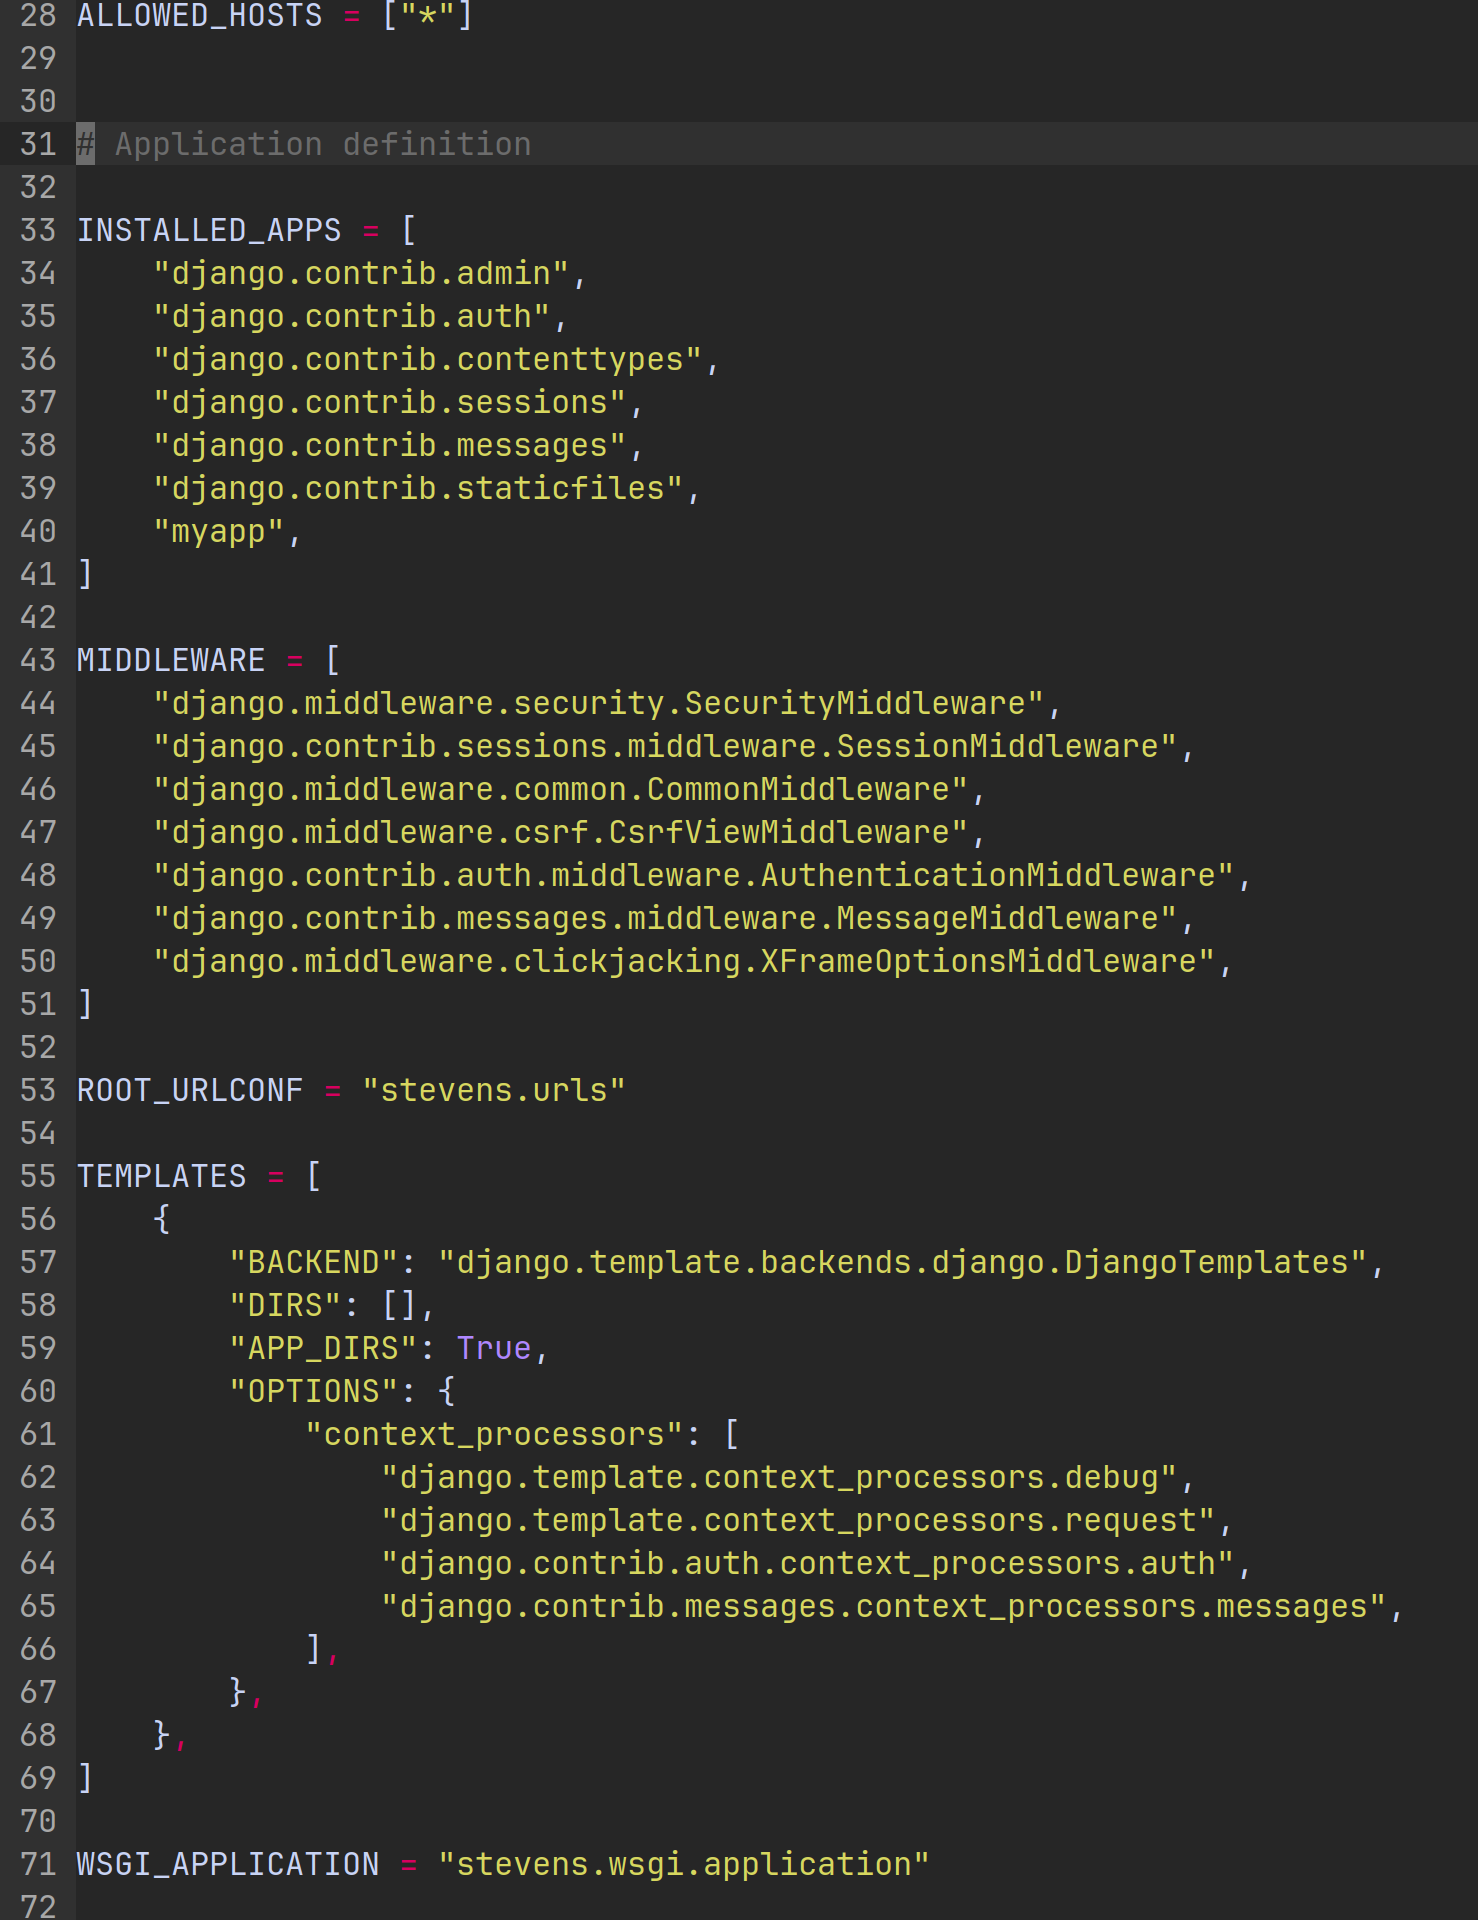 28 ALLOWED_HOSTS = ["*"]
29
30
31 # Application definition
32
33 INSTALLED_APPS = [
34     "django.contrib.admin",
35     "django.contrib.auth",
36     "django.contrib.contenttypes",
37     "django.contrib.sessions",
38     "django.contrib.messages",
39     "django.contrib.staticfiles",
40     "myapp",
41 ]
42
43 MIDDLEWARE = [
44     "django.middleware.security.SecurityMiddleware",
45     "django.contrib.sessions.middleware.SessionMiddleware",
46     "django.middleware.common.CommonMiddleware",
47     "django.middleware.csrf.CsrfViewMiddleware",
48     "django.contrib.auth.middleware.AuthenticationMiddleware",
49     "django.contrib.messages.middleware.MessageMiddleware",
50     "django.middleware.clickjacking.XFrameOptionsMiddleware",
51 ]
52
53 ROOT_URLCONF = "stevens.urls"
54
55 TEMPLATES = [
56     {
57         "BACKEND": "django.template.backends.django.DjangoTemplates",
58         "DIRS": [],
59         "APP_DIRS": True,
60         "OPTIONS": {
61             "context_processors": [
62                 "django.template.context_processors.debug",
63                 "django.template.context_processors.request",
64                 "django.contrib.auth.context_processors.auth",
65                 "django.contrib.messages.context_processors.messages",
66             ],
67         },
68     },
69 ]
70
71 WSGI_APPLICATION = "stevens.wsgi.application"
72